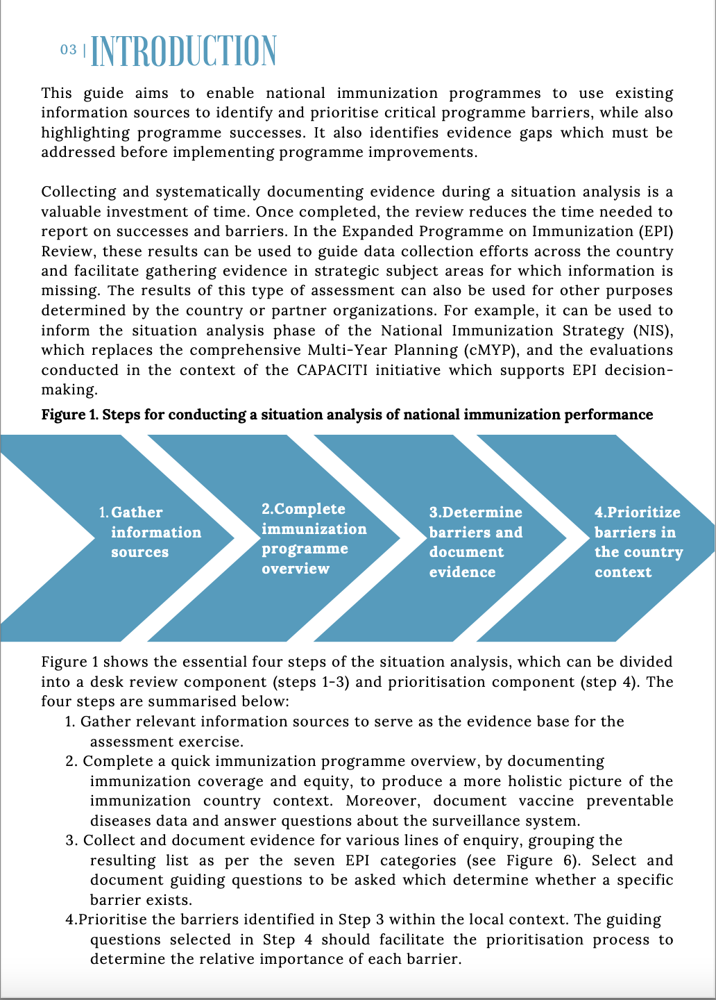 03 | INTRODUCTION
This guide aims to enable national immunization programmes to use existing
information sources to identify and prioritise critical programme barriers, while also
highlighting programme successes. It also identifies evidence gaps which must be
addressed before implementing programme improvements.
Collecting and systematically documenting evidence during a situation analysis is a
valuable investment of time. Once completed, the review reduces the time needed to
report on successes and barriers. In the Expanded Programme on Immunization (EPI)
Review, these results can be used to guide data collection efforts across the country
and facilitate gathering evidence in strategic subject areas for which information is
missing. The results of this type of assessment can also be used for other purposes
determined by the country or partner organizations. For example, it can be used to
inform the situation analysis phase of the National Immunization Strategy (NIS),
which replaces the comprehensive Multi-Year Planning (cMYP), and the evaluations
conducted in the context of the CAPACITI initiative which supports EPI decision-
making.
Figure 1. Steps for conducting a situation analysis of national immunization performance
1. Gather
information
sources
2.Complete
immunization
programme
overview
3.Determine
barriers and
document
evidence
4.Prioritize
barriers in
the country
context
Figure 1 shows the essential four steps of the situation analysis, which can be divided
into a desk review component (steps 1-3) and prioritisation component (step 4). The
four steps are summarised below:
1. Gather relevant information sources to serve as the evidence base for the
assessment exercise.
2. Complete a quick immunization programme overview, by documenting
immunization coverage and equity, to produce a more holistic picture of the
immunization country context. Moreover, document vaccine preventable
diseases data and answer questions about the surveillance system.
3. Collect and document evidence for various lines of enquiry, grouping the
resulting list as per the seven EPI categories (see Figure 6). Select and
document guiding questions to be asked which determine whether a specific
barrier exists.
4.Prioritise the barriers identified in Step 3 within the local context. The guiding
questions selected in Step 4 should facilitate the prioritisation process to
determine the relative importance of each barrier.